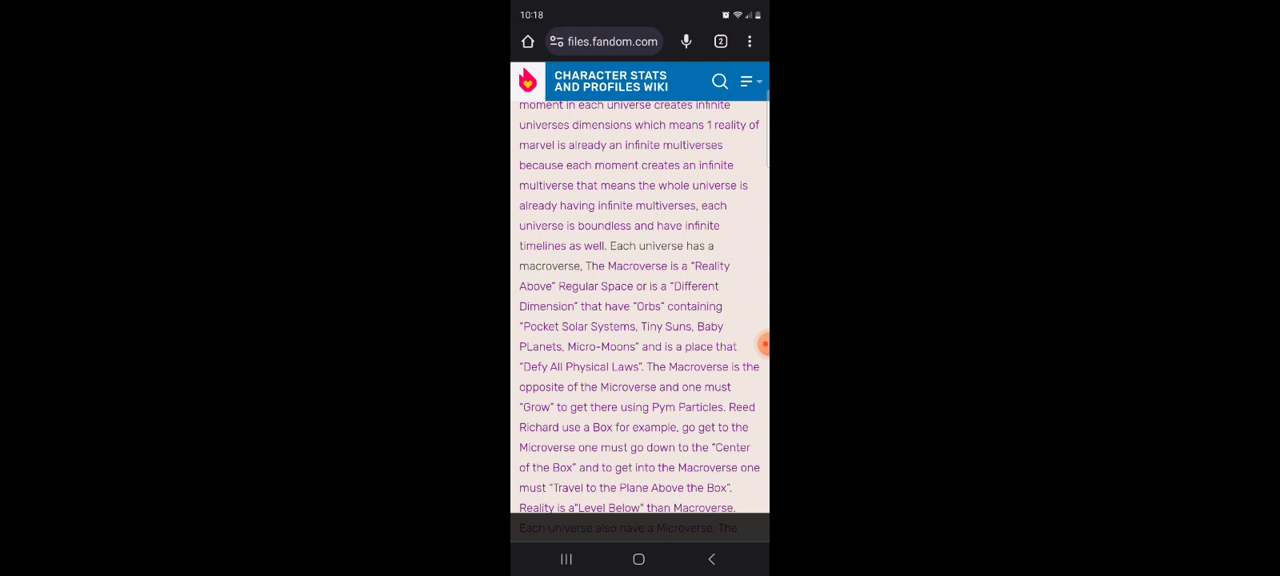 10:18
files.fandom.com
2
CHARACTER STATS
AND PROFILES WIKI
moment in each universe creates infinite
universes dimensions which means 1 reality of
marvel is already an infinite multiverses
because each moment creates an infinite
multiverse that means the whole universe is
already having infinite multiverses, each
universe is boundless and have infinite
timelines as well. Each universe has a
macroverse, The Macroverse is a “Reality
Above” Regular Space or is a “Different
Dimension” that have “Orbs” containing
“Pocket Solar Systems, Tiny Suns, Baby
PLanets, Micro-Moons” and is a place that
“Defy All Physical Laws”. The Macroverse is the
opposite of the Microverse and one must
“Grow” to get there using Pym Particles. Reed
Richard use a Box for example, go get to the
Microverse one must go down to the “Center
of the Box” and to get into the Macroverse one
must “Travel to the Plane Above the Box”.
Reality is a"Level Below" than Macroverse.
Each universe also have a Microverse, The